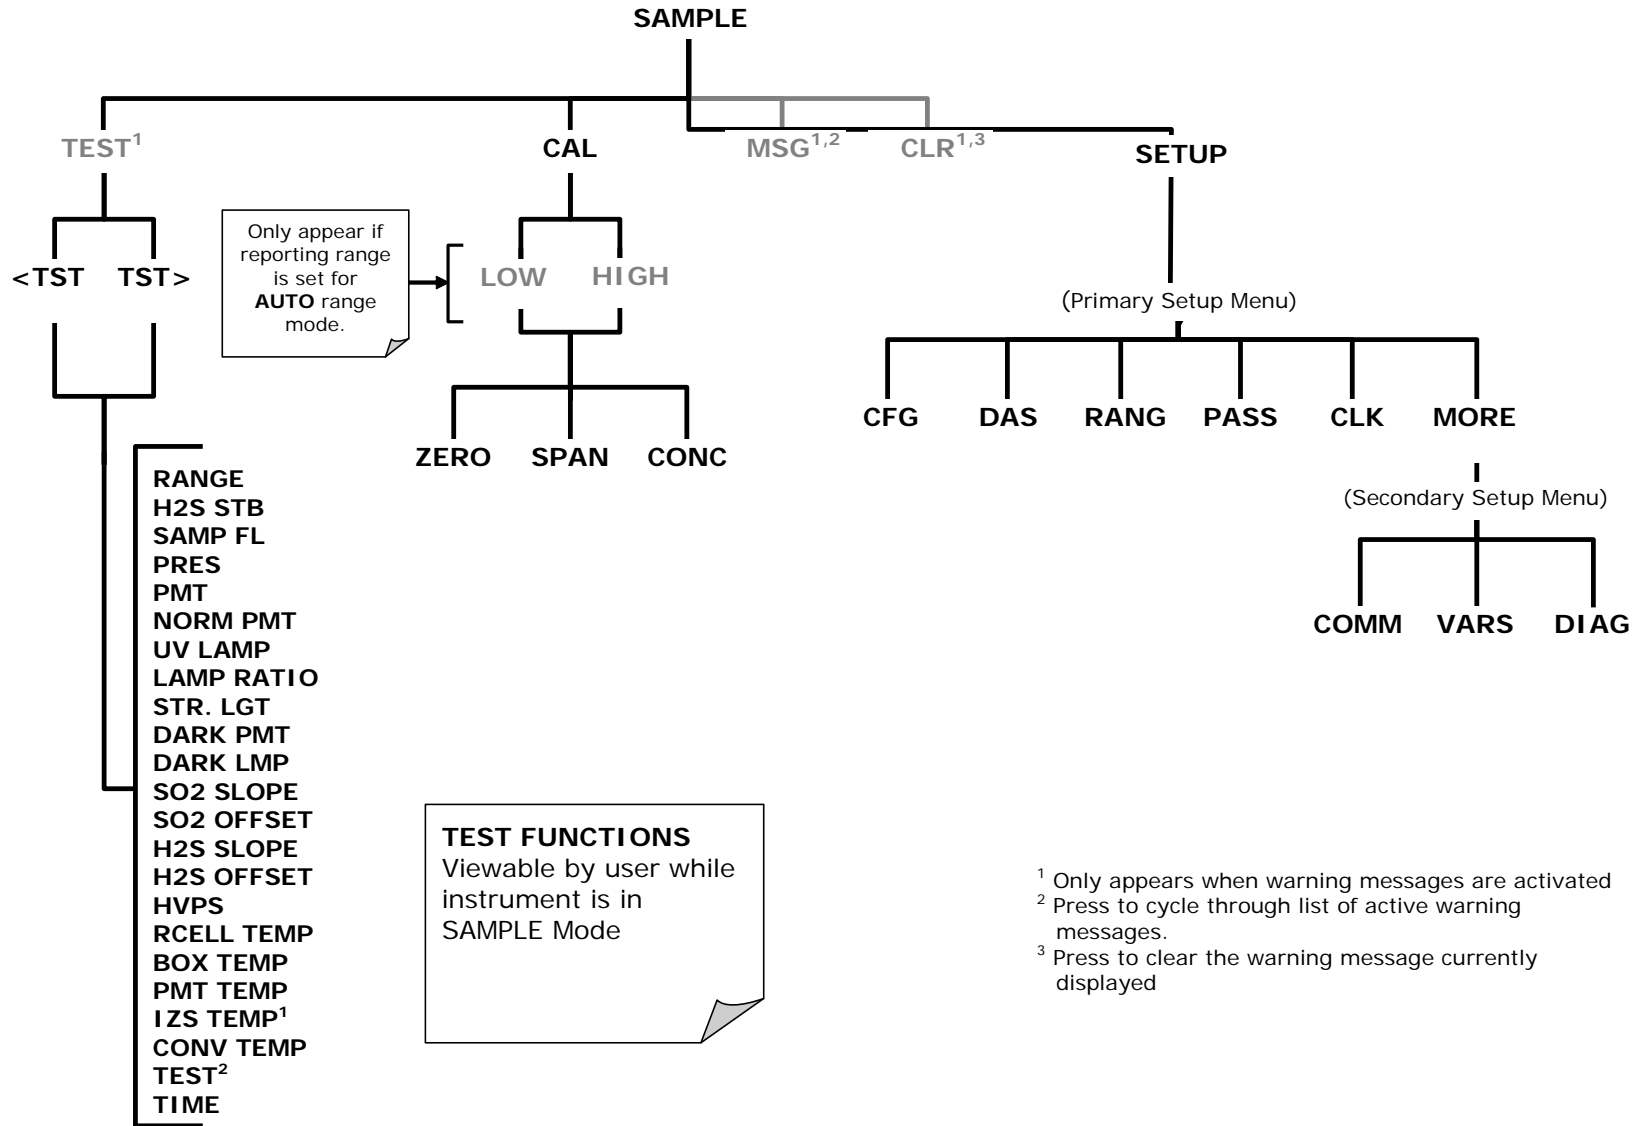 SAMPLE
TEST1
CAL
MSG1,2
CLR1,3
SETUP
<TST
TST>
Only appear if
reporting range
is set for
AUTO range
mode.
LOW
HIGH
ZERO
SPAN
CONC
(Primary Setup Menu)
CFG
DAS
RANG
PASS
CLK
MORE
(Secondary Setup Menu)
COMM
VARS
DIAG
RANGE
H2S STB
SAMP FL
PRES
PMT
NORM PMT
UV LAMP
LAMP RATIO
STR. LGT
DARK PMT
DARK LMP
SO2 SLOPE
SO2 OFFSET
H2S SLOPE
H2S OFFSET
HVPS
RCELL TEMP
BOX TEMP
PMT TEMP
IZS TEMP1
CONV TEMP
TEST2
TIME
TEST FUNCTIONS
Viewable by user while
instrument is in
SAMPLE Mode
1 Only appears when warning messages are activated
2 Press to cycle through list of active warning
messages.
3 Press to clear the warning message currently
displayed